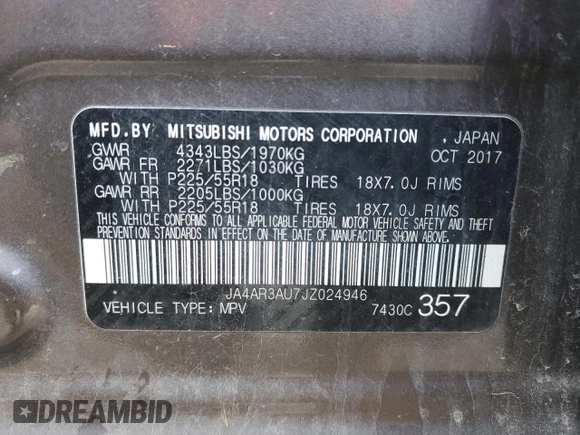 MFD.BY MITSUBISHI MOTORS CORPORATION , JAPAN
GVWR 4343LBS/1970KG OCT 2017
GAWR FR 2271LBS/1030KG
WITH P225/55R18 TIRES 18X7.0J RIMS
GAWR RR 2205LBS/1000KG
WITH P225/55R18 TIRES 18X7.0J RIMS
THIS VEHICLE CONFORMS TO ALL APPLICABLE FEDERAL MOTOR VEHICLE SAFETY AND THEFT
PREVENTION STANDARDS IN EFFECT ON THE DATE OF MANUFACTURE SHOWN ABOVE.
JA4AR3AU7JZ024946
VEHICLE TYPE: MPV 7430C 357
DREAMBID